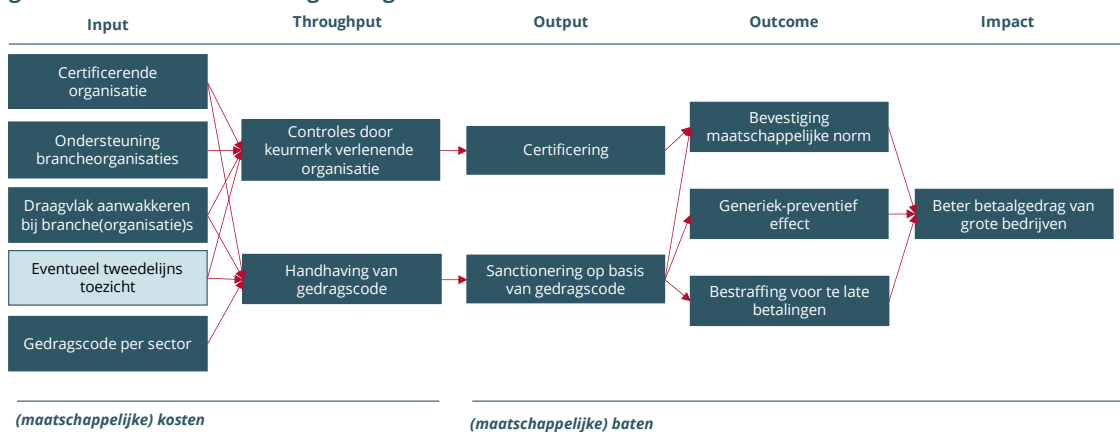 Input
Throughput
Output
Outcome
Impact
Certificerende
organisatie
Ondersteuning
brancheorganisaties
Draagvlak aanwakkeren
bij branche(organisatie)s
Eventueel tweedelijns
toezicht
Gedragscode per sector
Controles door
keurmerk verlenende
organisatie
Handhaving van
gedragscode
Certificering
Sanctionering op basis
van gedragscode
Bevestiging
maatschappelijke norm
Generiek-preventief
effect
Bestraffing voor te late
betalingen
Beter betaalgedrag van
grote bedrijven
(maatschappelijke) kosten
(maatschappelijke) baten